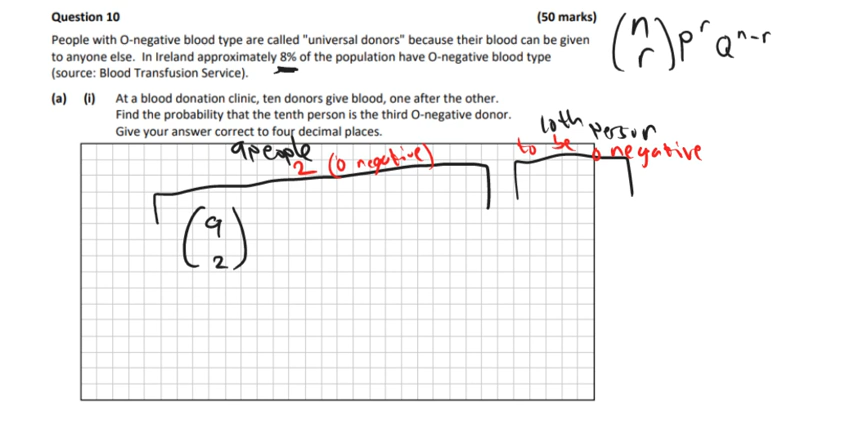 Question 10 (50 marks)
People with O-negative blood type are called "universal donors" because their blood can be given
to anyone else. In Ireland approximately 8% of the population have O-negative blood type
(source: Blood Transfusion Service).
(n r) p^r Q^n-r
(a) (i) At a blood donation clinic, ten donors give blood, one after the other.
Find the probability that the tenth person is the third O-negative donor.
Give your answer correct to four decimal places.
10th person
to be o negative
9 people
2 (o negative)
(9 2)